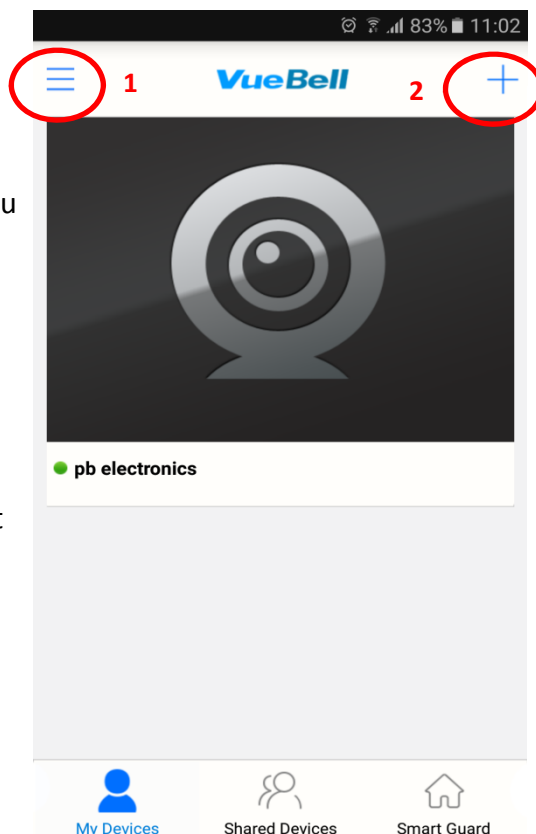 83% 11:02
1 VueBell 2
u
pb electronics
t
My Devices Shared Devices Smart Guard